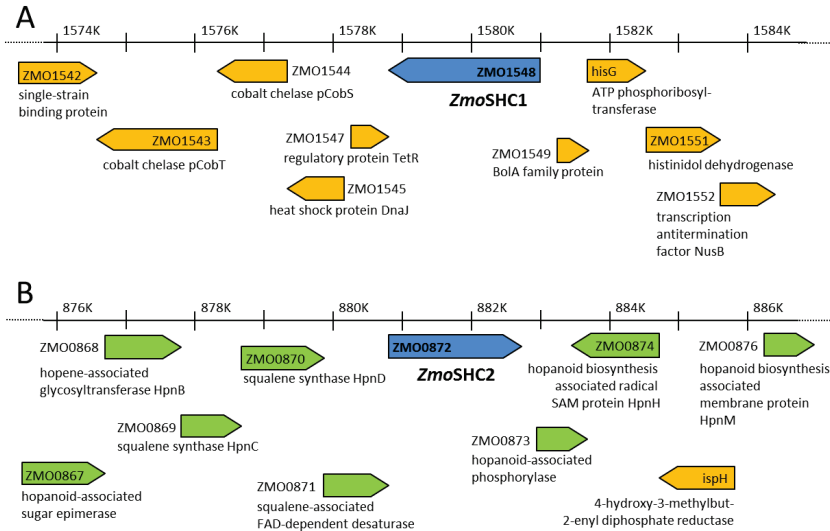 A
1574K 1576K 1578K 1580K 1582K 1584K
ZMO1542
single-strain
binding protein
ZMO1544
cobalt chelase pCobS
ZMO1548
ZmoSHC1
hisG
ATP phosphoribosyl-
transferase
ZMO1543
cobalt chelase pCobT
ZMO1547
regulatory protein TetR
ZMO1545
heat shock protein DnaJ
ZMO1549
BolA family protein
ZMO1551
histinidol dehydrogenase
ZMO1552
transcription
antitermination
factor NusB
B
876K 878K 880K 882K 884K 886K
ZMO0868
hopene-associated
glycosyltransferase HpnB
ZMO0870
squalene synthase HpnD
ZMO0872
ZmoSHC2
ZMO0874
hopanoid biosynthesis
associated radical
SAM protein HpnH
ZMO0876
hopanoid biosynthesis
associated
membrane protein
HpnM
ZMO0869
squalene synthase HpnC
ZMO0873
hopanoid-associated
phosphorylase
ZMO0867
hopanoid-associated
sugar epimerase
ZMO0871
squalene-associated
FAD-dependent desaturase
ispH
4-hydroxy-3-methylbut-
2-enyl diphosphate reductase